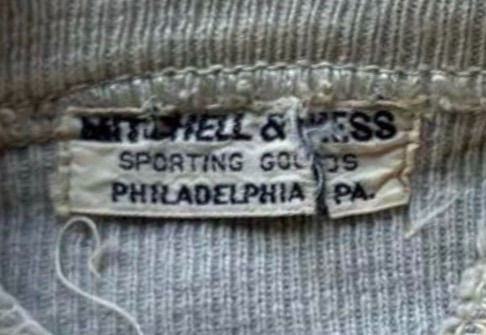 MITCHELL & NESS
SPORTING GOODS
PHILADELPHIA PA.